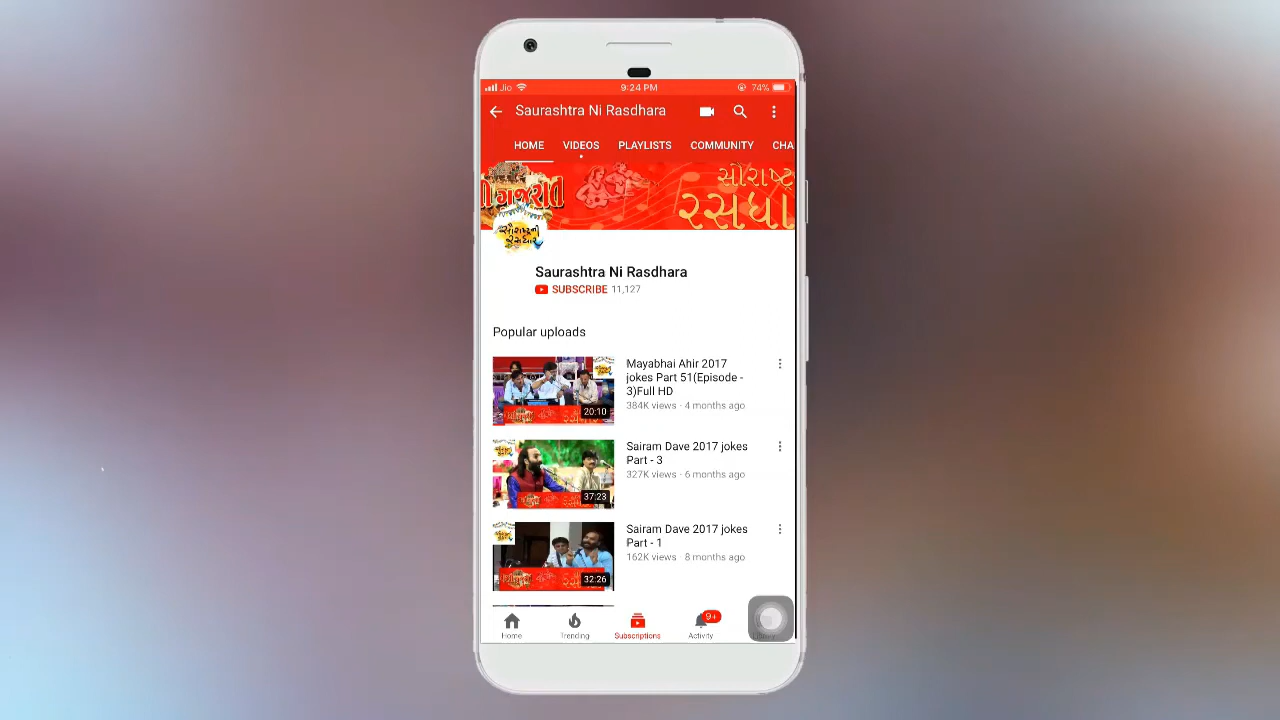 Jio 9:24 PM 74%
Saurashtra Ni Rasdhara
HOME VIDEOS PLAYLISTS COMMUNITY CHA
ગુજરાત
સૌરાષ્ટ્ર
રસધા
સૌરાષ્ટ્રની
રસધાર
Saurashtra Ni Rasdhara
SUBSCRIBE 11,127
Popular uploads
Mayabhai Ahir 2017
jokes Part 51(Episode -
3)Full HD
384K views · 4 months ago
20:10
Sairam Dave 2017 jokes
Part - 3
327K views · 6 months ago
37:23
Sairam Dave 2017 jokes
Part - 1
162K views · 8 months ago
32:26
9+
Home Trending Subscriptions Activity